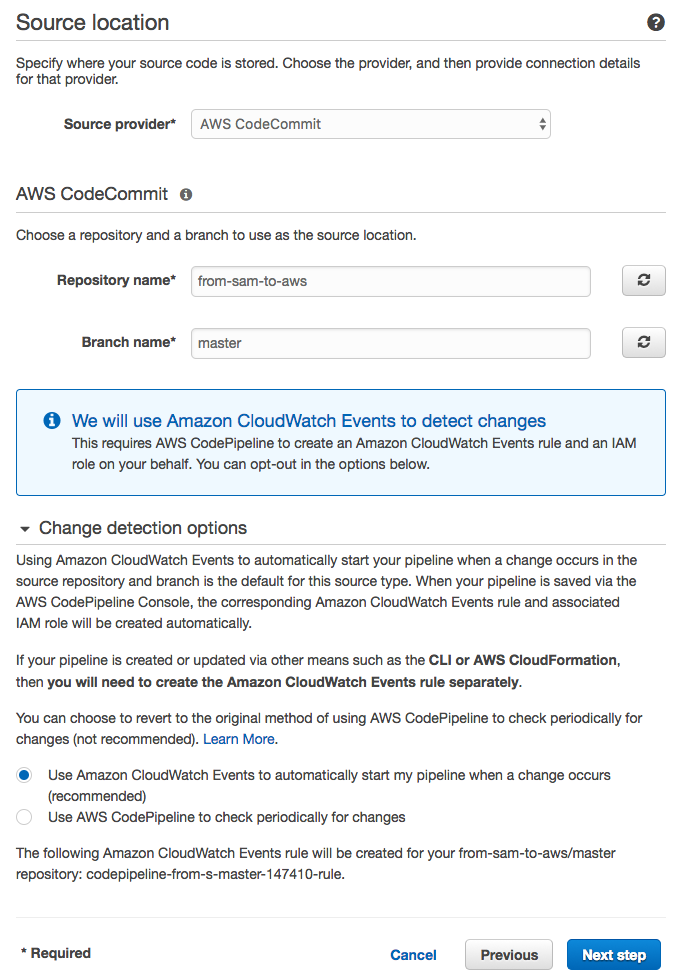 Source location
Specify where your source code is stored. Choose the provider, and then provide connection details
for that provider.
Source provider* AWS CodeCommit
AWS CodeCommit
Choose a repository and a branch to use as the source location.
Repository name* from-sam-to-aws
Branch name* master
We will use Amazon CloudWatch Events to detect changes
This requires AWS CodePipeline to create an Amazon CloudWatch Events rule and an IAM
role on your behalf. You can opt-out in the options below.
Change detection options
Using Amazon CloudWatch Events to automatically start your pipeline when a change occurs in the
source repository and branch is the default for this source type. When your pipeline is saved via the
AWS CodePipeline Console, the corresponding Amazon CloudWatch Events rule and associated
IAM role will be created automatically.
If your pipeline is created or updated via other means such as the CLI or AWS CloudFormation,
then you will need to create the Amazon CloudWatch Events rule separately.
You can choose to revert to the original method of using AWS CodePipeline to check periodically for
changes (not recommended). Learn More.
Use Amazon CloudWatch Events to automatically start my pipeline when a change occurs
(recommended)
Use AWS CodePipeline to check periodically for changes
The following Amazon CloudWatch Events rule will be created for your from-sam-to-aws/master
repository: codepipeline-from-s-master-147410-rule.
* Required Cancel Previous Next step